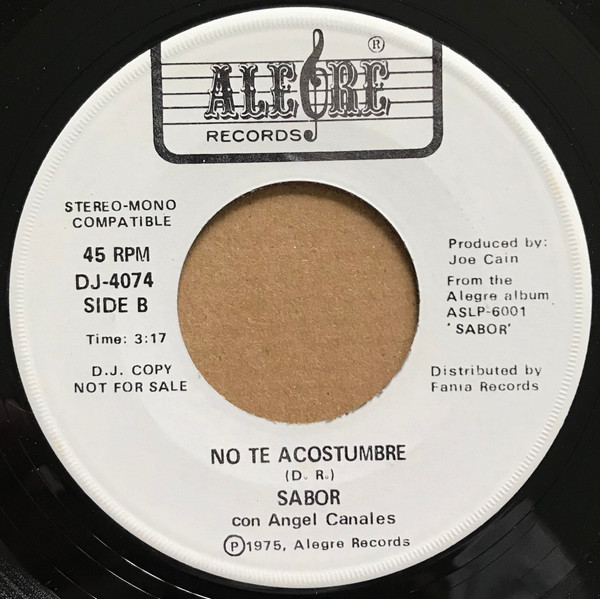 ALEGRE ®
RECORDS
STEREO-MONO
COMPATIBLE
45 RPM
DJ-4074
SIDE B
Time: 3:17
D.J. COPY
NOT FOR SALE
Produced by:
Joe Cain
From the
Alegre album
ASLP-6001
'SABOR'
Distributed by
Fania Records
NO TE ACOSTUMBRE
(D. R.)
SABOR
con Angel Canales
℗1975, Alegre Records